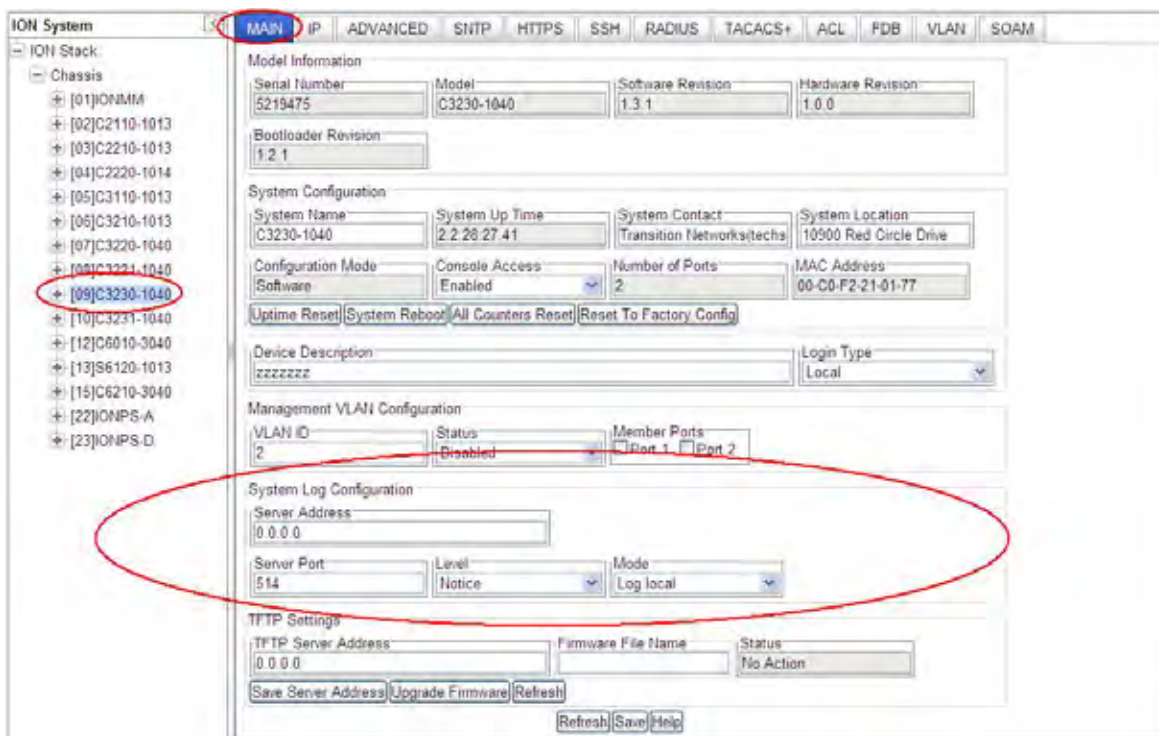 ION System
ION Stack
Chassis
[01]IONMM
[02]C2110-1013
[03]C2210-1013
[04]C2220-1014
[05]C3110-1013
[06]C3210-1013
[07]C3220-1040
[08]C3221-1040
[09]C3230-1040
[10]C3231-1040
[12]C6010-3040
[13]S6120-1013
[15]C6210-3040
[22]IONPS-A
[23]IONPS-D
MAIN IP ADVANCED SNTP HTTPS SSH RADIUS TACACS+ ACL FDB VLAN SOAM
Model Information
Serial Number Model Software Revision Hardware Revision
5219475 C3230-1040 1.3.1 1.0.0
Bootloader Revision
1.2.1
System Configuration
System Name System Up Time System Contact System Location
C3230-1040 2:2:28:27.41 Transition Networks(techs 10900 Red Circle Drive
Configuration Mode Console Access Number of Ports MAC Address
Software Enabled 2 00-C0-F2-21-01-77
Uptime Reset System Reboot All Counters Reset Reset To Factory Config
Device Description Login Type
zzzzzzz Local
Management VLAN Configuration
VLAN ID Status Member Ports
2 Disabled Port 1 Port 2
System Log Configuration
Server Address
0.0.0.0
Server Port Level Mode
514 Notice Log local
TFTP Settings
TFTP Server Address Firmware File Name Status
0.0.0.0 No Action
Save Server Address Upgrade Firmware Refresh
Refresh Save Help